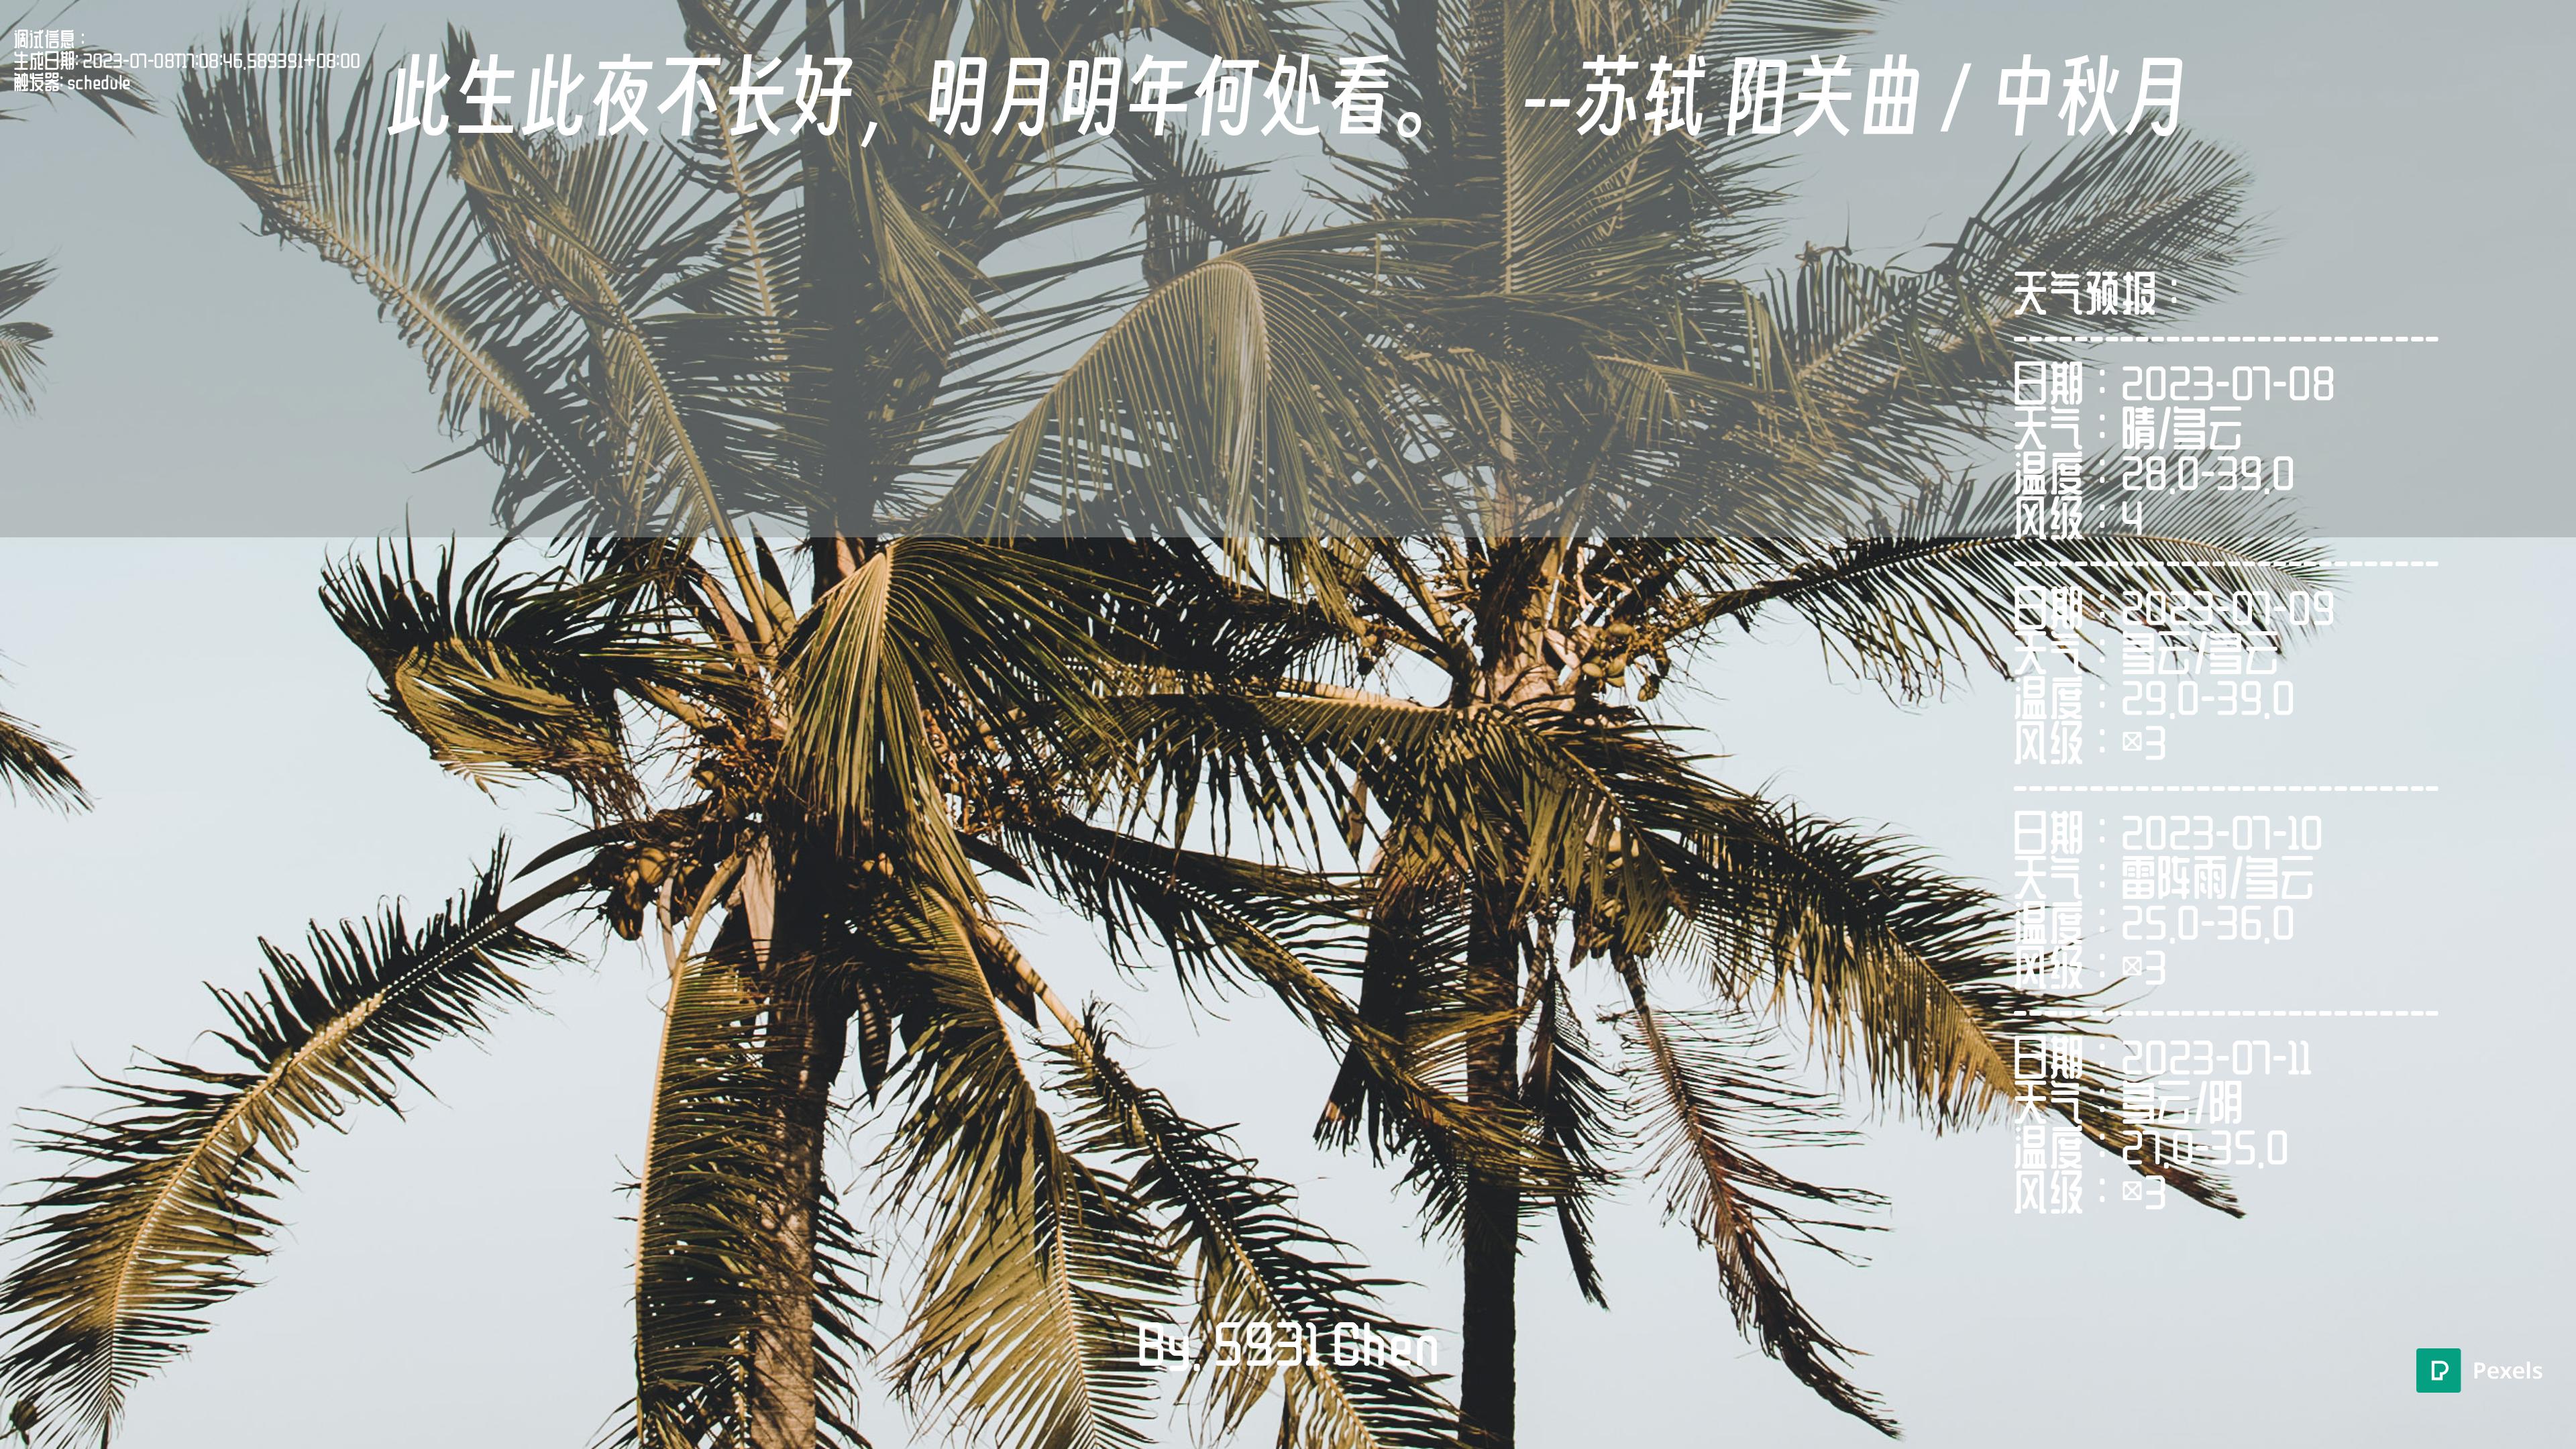 调试信息：
生成日期: 2023-07-08T17:08:46.589391+08:00
触发器: schedule
此生此夜不长好，明月明年何处看。 --苏轼 阳关曲 / 中秋月
天气预报：
----------------------------
日期：2023-07-08
天气：晴/多云
温度：28.0-39.0
风级：4
----------------------------
日期：2023-07-09
天气：多云/多云
温度：29.0-39.0
风级：☒3
----------------------------
日期：2023-07-10
天气：雷阵雨/多云
温度：25.0-36.0
风级：☒3
----------------------------
日期：2023-07-11
天气：多云/阴
温度：27.0-35.0
风级：☒3
By. 5931 Chen
Pexels